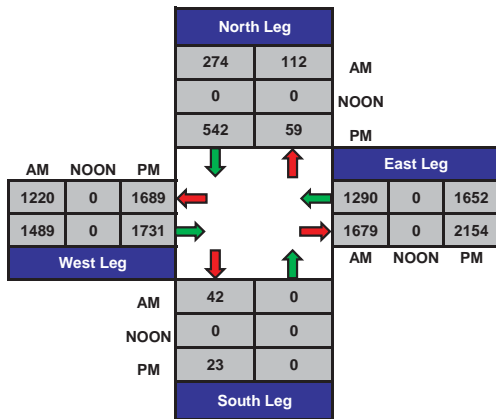 North Leg
274 112 AM
0 0 NOON
542 59 PM
East Leg
AM NOON PM
1220 0 1689 1290 0 1652
1489 0 1731 1679 0 2154
West Leg AM NOON PM
AM 42 0
NOON 0 0
PM 23 0
South Leg